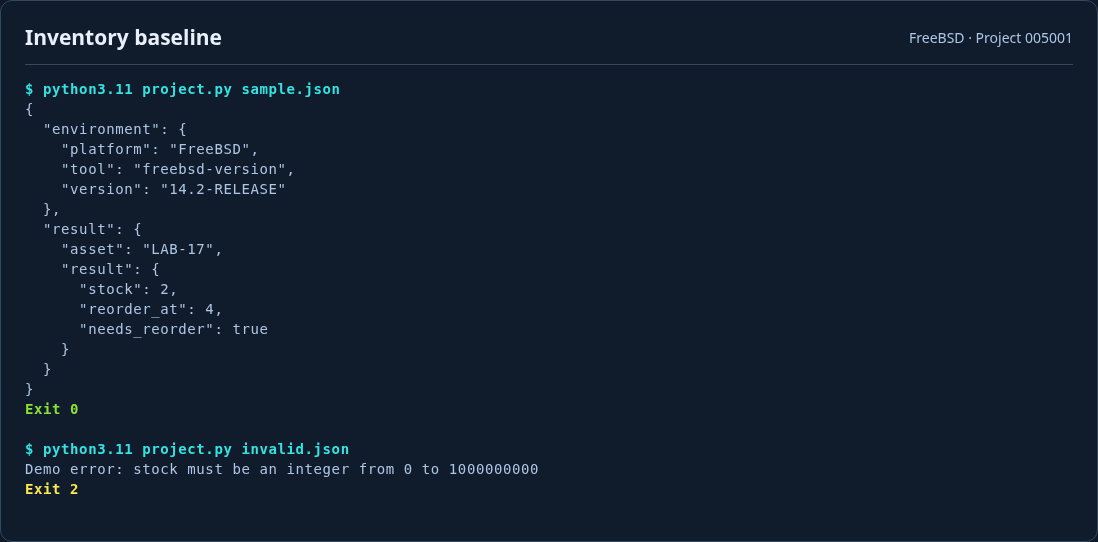 Inventory baseline
FreeBSD · Project 005001
$ python3.11 project.py sample.json
{
  "environment": {
    "platform": "FreeBSD",
    "tool": "freebsd-version",
    "version": "14.2-RELEASE"
  },
  "result": {
    "asset": "LAB-17",
    "result": {
      "stock": 2,
      "reorder_at": 4,
      "needs_reorder": true
    }
  }
}
Exit 0
$ python3.11 project.py invalid.json
Demo error: stock must be an integer from 0 to 1000000000
Exit 2